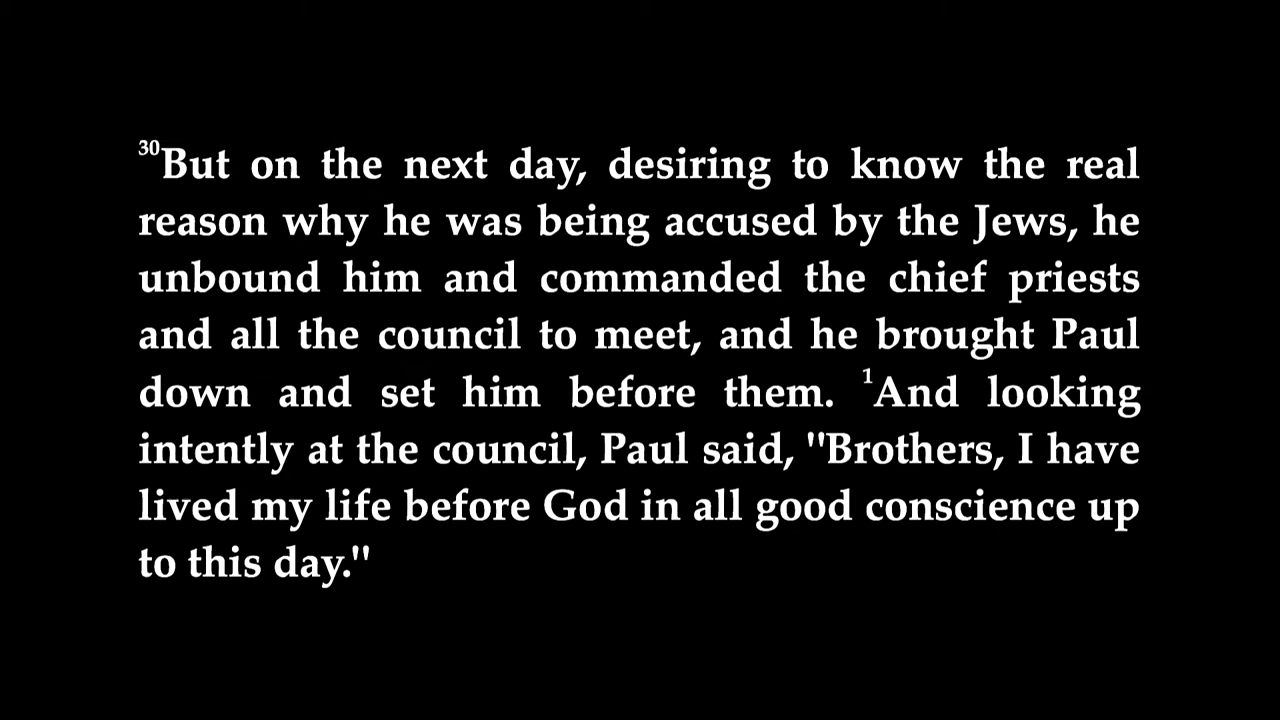 30But on the next day, desiring to know the real
reason why he was being accused by the Jews, he
unbound him and commanded the chief priests
and all the council to meet, and he brought Paul
down and set him before them. 1And looking
intently at the council, Paul said, "Brothers, I have
lived my life before God in all good conscience up
to this day."